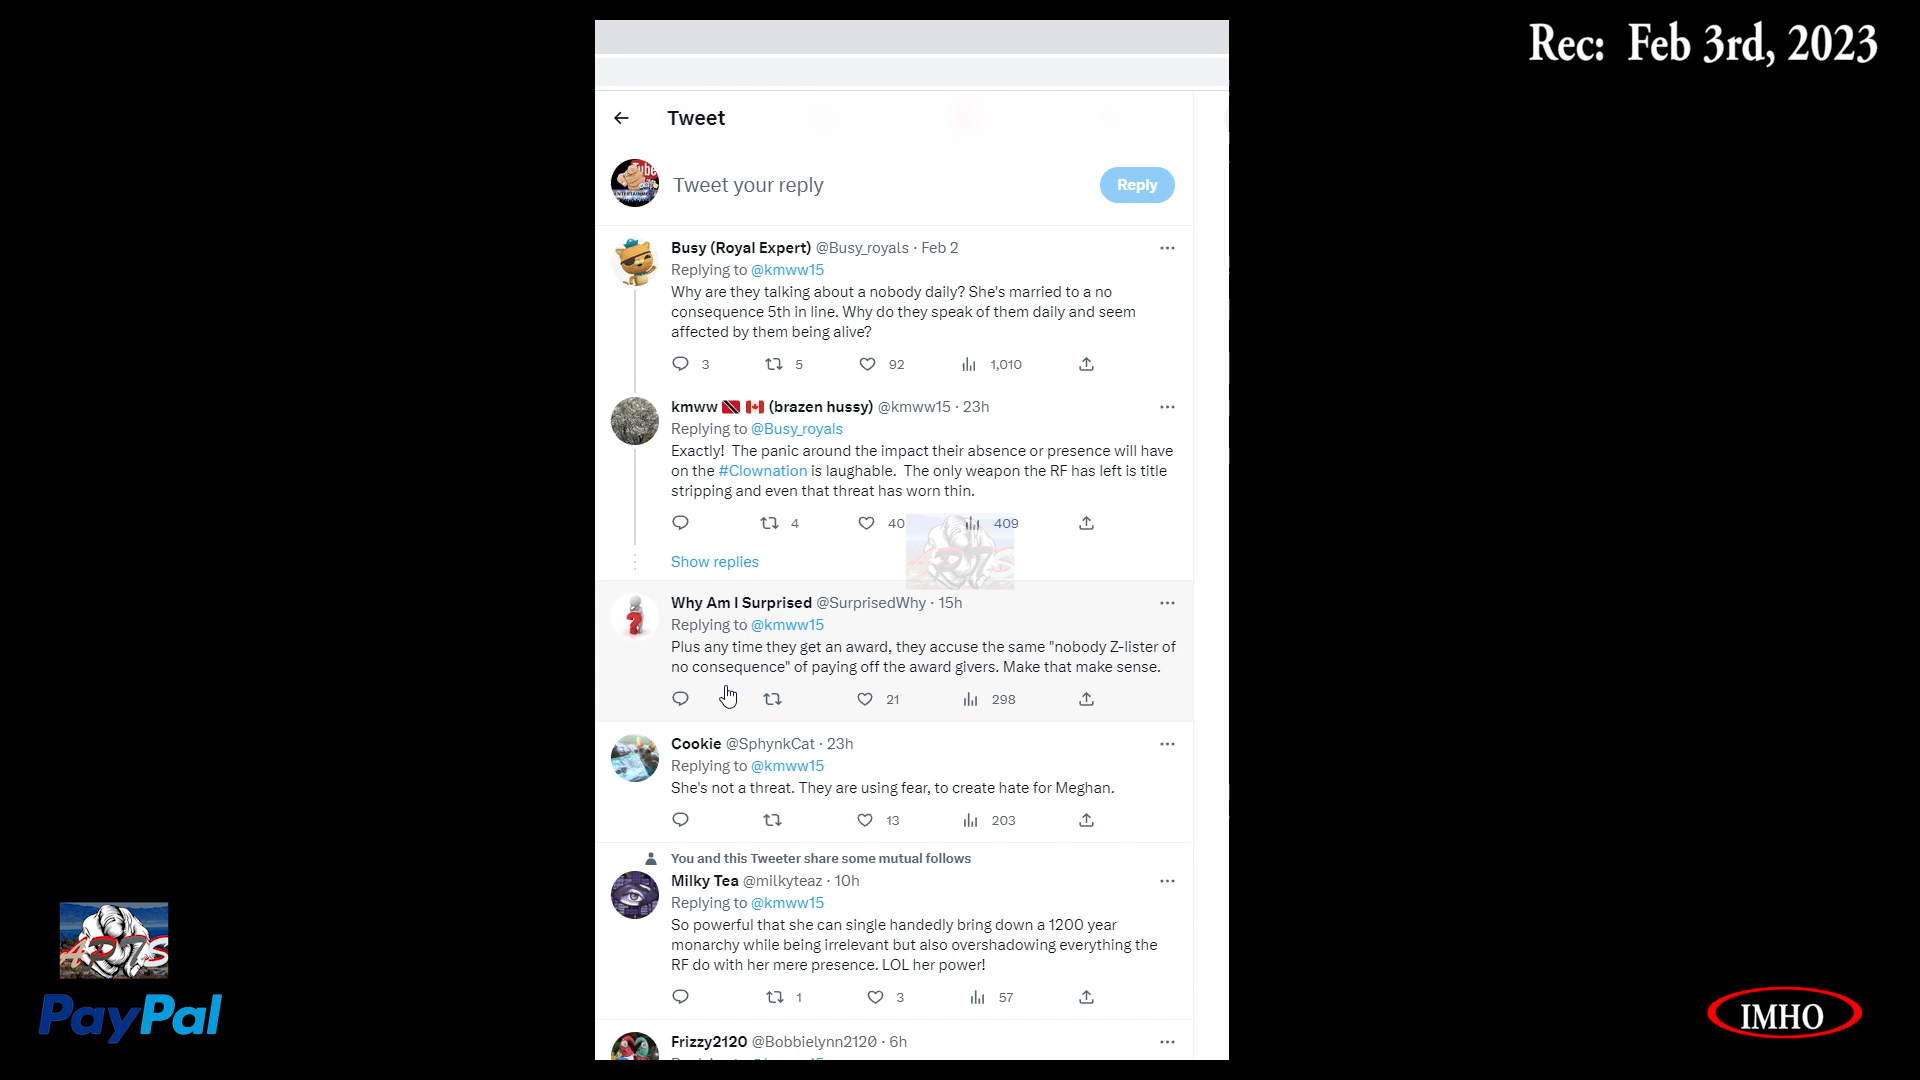 Rec: Feb 3rd, 2023
Tweet
Tweet your reply
Reply
Busy (Royal Expert) @Busy_royals · Feb 2
Replying to @kmww15
Why are they talking about a nobody daily? She's married to a no
consequence 5th in line. Why do they speak of them daily and seem
affected by them being alive?
3 5 92 1,010
kmww (brazen hussy) @kmww15 · 23h
Replying to @Busy_royals
Exactly! The panic around the impact their absence or presence will have
on the #Clownation is laughable. The only weapon the RF has left is title
stripping and even that threat has worn thin.
4 40 409
Show replies
Why Am I Surprised @SurprisedWhy · 15h
Replying to @kmww15
Plus any time they get an award, they accuse the same "nobody Z-lister of
no consequence" of paying off the award givers. Make that make sense.
21 298
Cookie @SphynkCat · 23h
Replying to @kmww15
She's not a threat. They are using fear, to create hate for Meghan.
13 203
You and this Tweeter share some mutual follows
Milky Tea @milkyteaz · 10h
Replying to @kmww15
So powerful that she can single handedly bring down a 1200 year
monarchy while being irrelevant but also overshadowing everything the
RF do with her mere presence. LOL her power!
1 3 57
Frizzy2120 @Bobbielynn2120 · 6h
PayPal
IMHO